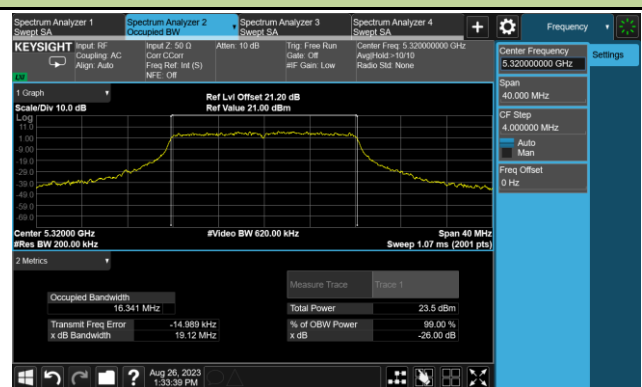 Spectrum Analyzer 1
Swept SA
Spectrum Analyzer 2
Occupied BW
Spectrum Analyzer 3
Swept SA
Spectrum Analyzer 4
Swept SA
+
Frequency
KEYSIGHT
Input: RF
Coupling: AC
Align: Auto
Input Z: 50 Ω
Corr CCorr
Freq Ref: Int (S)
NFE: Off
Atten: 10 dB
Trig: Free Run
Gate: Off
#IF Gain: Low
Center Freq: 5.320000000 GHz
Avg|Hold:>10/10
Radio Std: None
Center Frequency
5.320000000 GHz
Settings
Span
40.000 MHz
CF Step
4.000000 MHz
Auto
Man
Freq Offset
0 Hz
1 Graph
Scale/Div 10.0 dB
Ref Lvl Offset 21.20 dB
Ref Value 21.00 dBm
Log
11.0
1.00
-9.00
-19.0
-29.0
-39.0
-49.0
-59.0
-69.0
Center 5.32000 GHz
#Res BW 200.00 kHz
#Video BW 620.00 kHz
Span 40 MHz
Sweep 1.07 ms (2001 pts)
2 Metrics
Measure Trace
Trace 1
Occupied Bandwidth
16.341 MHz
Total Power
23.5 dBm
Transmit Freq Error
-14.989 kHz
% of OBW Power
99.00 %
x dB Bandwidth
19.12 MHz
x dB
-26.00 dB
?
Aug 26, 2023
1:33:39 PM